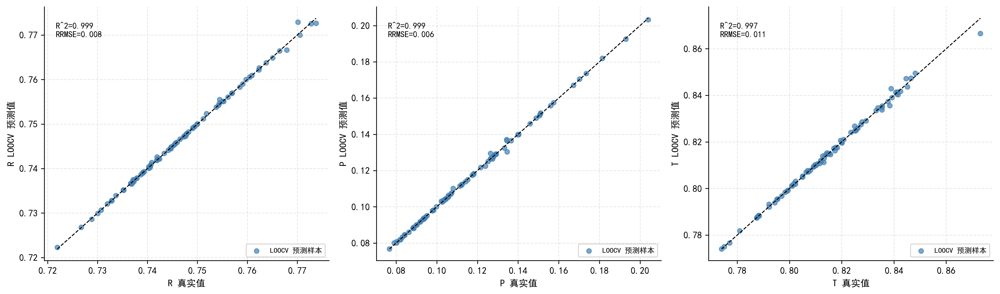 R^2=0.999
RRMSE=0.008
0.77
0.76
0.75
0.74
0.73
0.72
R LOOCV 预测值
LOOCV 预测样本
0.72 0.73 0.74 0.75 0.76 0.77
R 真实值
R^2=0.999
RRMSE=0.006
0.20
0.18
0.16
0.14
0.12
0.10
0.08
P LOOCV 预测值
LOOCV 预测样本
0.08 0.10 0.12 0.14 0.16 0.18 0.20
P 真实值
R^2=0.997
RRMSE=0.011
0.86
0.84
0.82
0.80
0.78
T LOOCV 预测值
LOOCV 预测样本
0.78 0.80 0.82 0.84 0.86
T 真实值